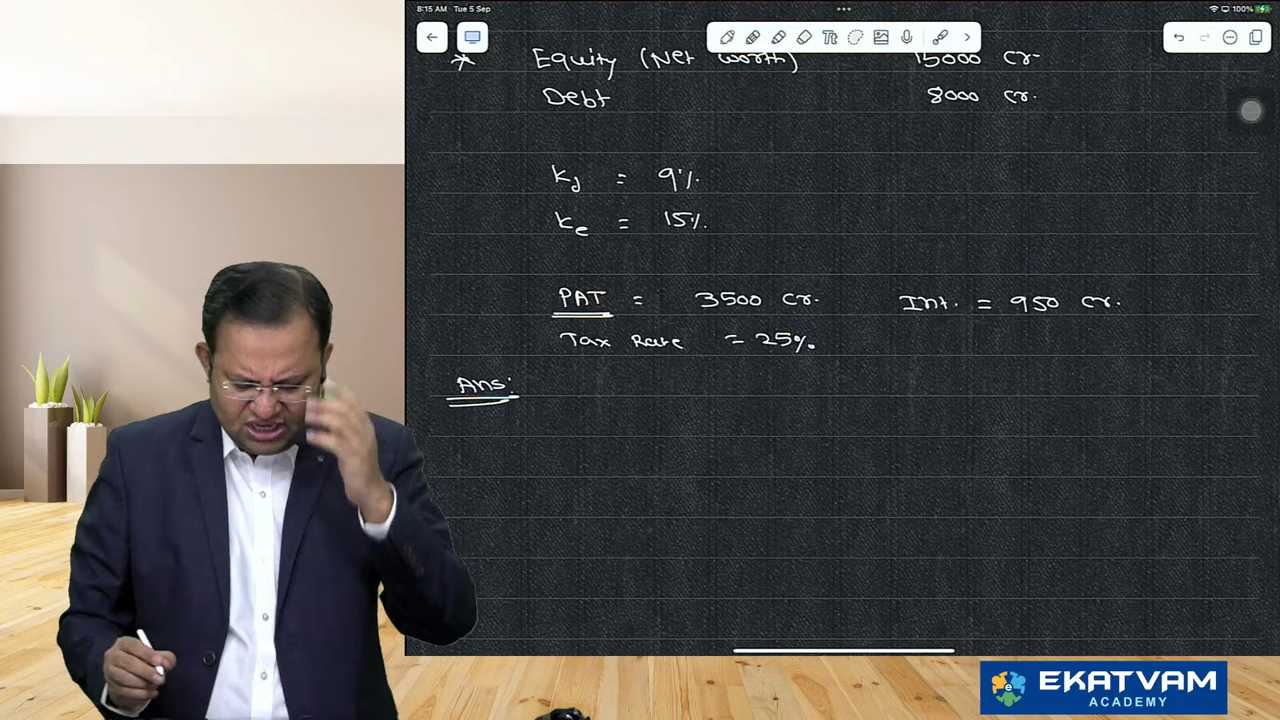 8:15 AM Tue 5 Sep
100%
* Equity (Net worth) 15000 Cr.
Debt 8000 Cr.
Kd = 9%
Ke = 15%
PAT = 3500 Cr. Int. = 950 Cr.
Tax Rate = 25%
Ans:
EKATVAM
ACADEMY